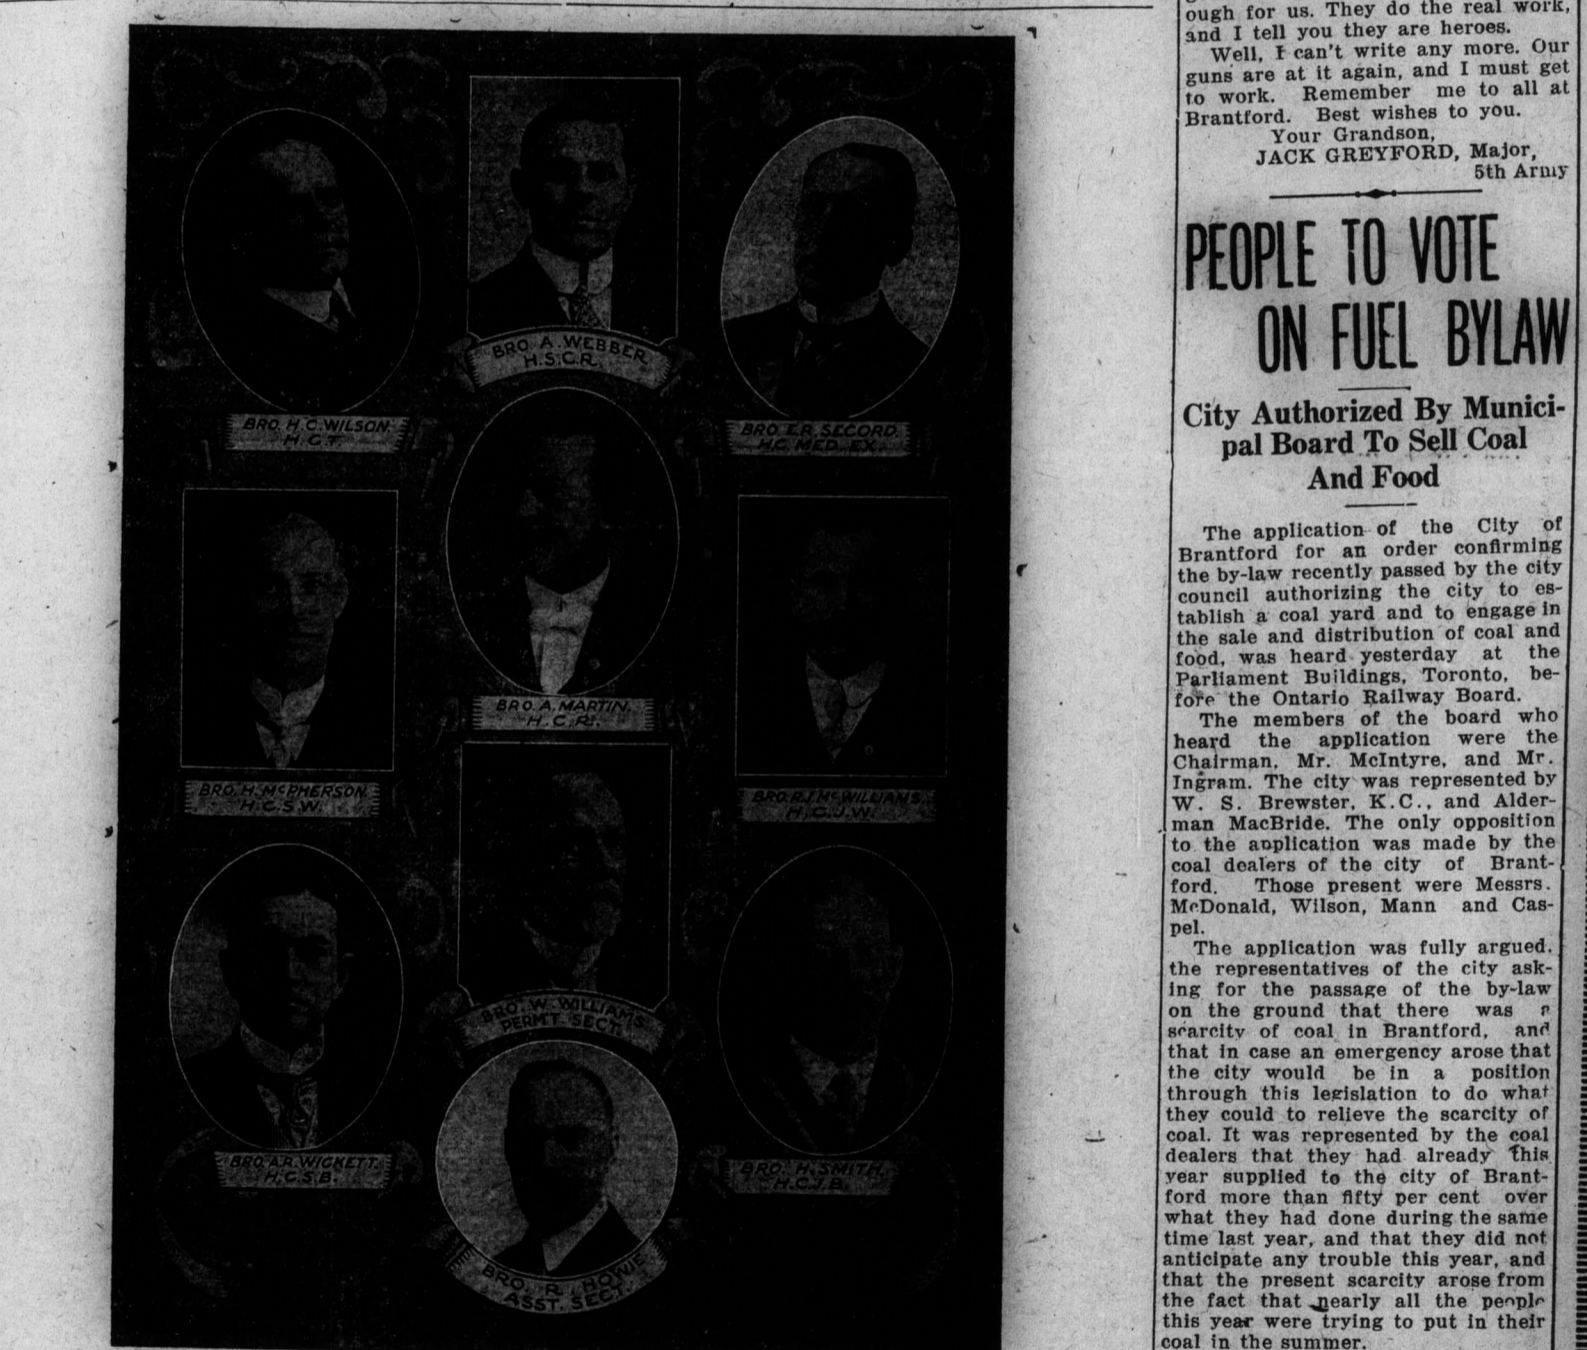 BRO. A. WEBBER
H.S.C.R.
BRO. H.C. WILSON.
H.C.T.
BRO. E.R. SECORD.
H.C. MED. EX.
BRO. A. MARTIN.
H.C.R.
BRO. H. McPHERSON.
H.C.S.W.
BRO. R.J. McWILLIAMS.
H.C.J.W.
BRO. W. WILLIAMS
PERM'T. SECT.
BRO. A.R. WICKETT.
H.C.S.B.
BRO. H. SMITH.
H.C.J.B.
BRO. R. HOWIE
ASST. SECT.
ough for us. They do the real work,
and I tell you they are heroes.
Well, I can't write any more. Our
guns are at it again, and I must get
to work. Remember me to all at
Brantford. Best wishes to you.
Your Grandson,
JACK GREYFORD, Major,
5th Army
PEOPLE TO VOTE
ON FUEL BYLAW
City Authorized By Munici-
pal Board To Sell Coal
And Food
The application of the City of
Brantford for an order confirming
the by-law recently passed by the city
council authorizing the city to es-
tablish a coal yard and to engage in
the sale and distribution of coal and
food, was heard yesterday at the
Parliament Buildings, Toronto, be-
fore the Ontario Railway Board.
The members of the board who
heard the application were the
Chairman, Mr. McIntyre, and Mr.
Ingram. The city was represented by
W. S. Brewster, K.C., and Alder-
man MacBride. The only opposition
to the application was made by the
coal dealers of the city of Brant-
ford. Those present were Messrs.
McDonald, Wilson, Mann and Cas-
pel.
The application was fully argued,
the representatives of the city ask-
ing for the passage of the by-law
on the ground that there was a
scarcity of coal in Brantford, and
that in case an emergency arose that
the city would be in a position
through this legislation to do what
they could to relieve the scarcity of
coal. It was represented by the coal
dealers that they had already this
year supplied to the city of Brant-
ford more than fifty per cent over
what they had done during the same
time last year, and that they did not
anticipate any trouble this year, and
that the present scarcity arose from
the fact that nearly all the people
this year were trying to put in their
coal in the summer.